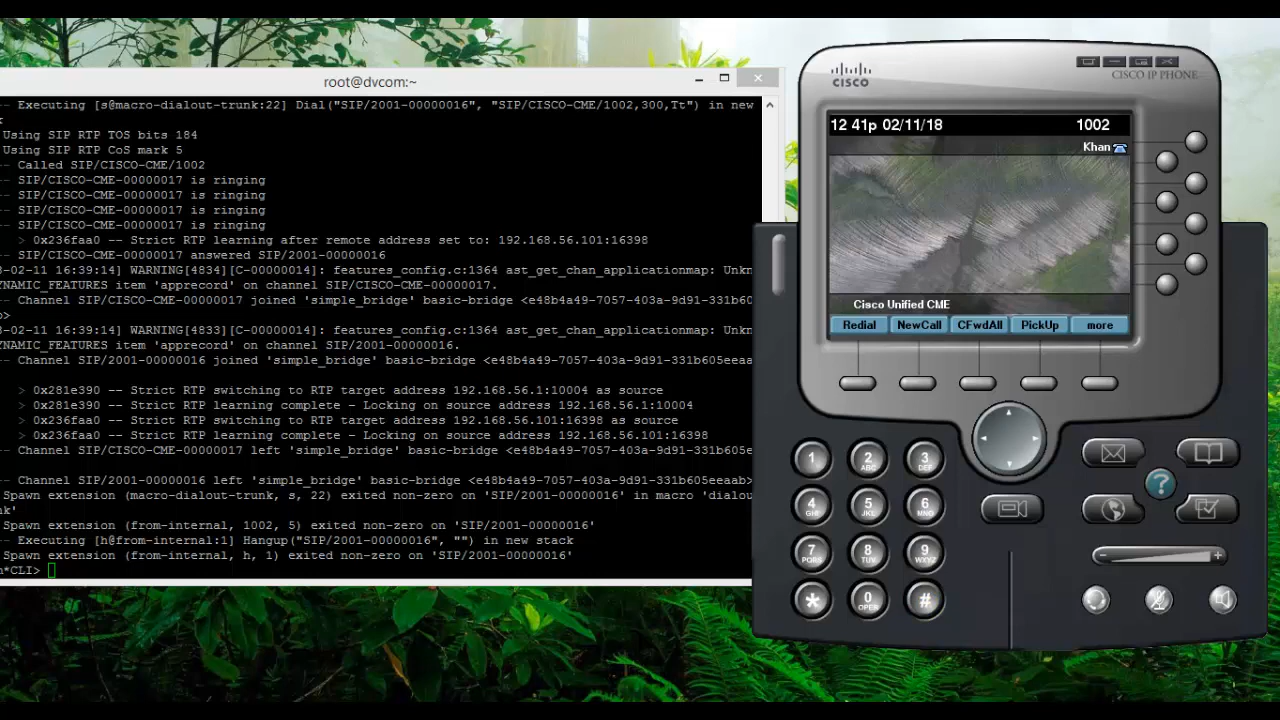 root@dvcom:~
-- Executing [s@macro-dialout-trunk:22] Dial("SIP/2001-00000016", "SIP/CISCO-CME/1002,300,Tt") in new
k
Using SIP RTP TOS bits 184
Using SIP RTP CoS mark 5
-- Called SIP/CISCO-CME/1002
-- SIP/CISCO-CME-00000017 is ringing
-- SIP/CISCO-CME-00000017 is ringing
-- SIP/CISCO-CME-00000017 is ringing
-- SIP/CISCO-CME-00000017 is ringing
> 0x236faa0 -- Strict RTP learning after remote address set to: 192.168.56.101:16398
-- SIP/CISCO-CME-00000017 answered SIP/2001-00000016
8-02-11 16:39:14] WARNING[4834][C-00000014]: features_config.c:1364 ast_get_chan_applicationmap: Unkn
YNAMIC_FEATURES item 'apprecord' on channel SIP/CISCO-CME-00000017.
-- Channel SIP/CISCO-CME-00000017 joined 'simple_bridge' basic-bridge <e48b4a49-7057-403a-9d91-331b60
b>
8-02-11 16:39:14] WARNING[4833][C-00000014]: features_config.c:1364 ast_get_chan_applicationmap: Unkn
YNAMIC_FEATURES item 'apprecord' on channel SIP/2001-00000016.
-- Channel SIP/2001-00000016 joined 'simple_bridge' basic-bridge <e48b4a49-7057-403a-9d91-331b605eeaa
> 0x281e390 -- Strict RTP switching to RTP target address 192.168.56.1:10004 as source
> 0x281e390 -- Strict RTP learning complete - Locking on source address 192.168.56.1:10004
> 0x236faa0 -- Strict RTP switching to RTP target address 192.168.56.101:16398 as source
> 0x236faa0 -- Strict RTP learning complete - Locking on source address 192.168.56.101:16398
-- Channel SIP/CISCO-CME-00000017 left 'simple_bridge' basic-bridge <e48b4a49-7057-403a-9d91-331b605e
-- Channel SIP/2001-00000016 left 'simple_bridge' basic-bridge <e48b4a49-7057-403a-9d91-331b605eeaab>
Spawn extension (macro-dialout-trunk, s, 22) exited non-zero on 'SIP/2001-00000016' in macro 'dialou
nk'
Spawn extension (from-internal, 1002, 5) exited non-zero on 'SIP/2001-00000016'
-- Executing [h@from-internal:1] Hangup("SIP/2001-00000016", "") in new stack
Spawn extension (from-internal, h, 1) exited non-zero on 'SIP/2001-00000016'
m*CLI>
CISCO
CISCO IP PHONE
12 41p 02/11/18 1002
Khan
Cisco Unified CME
Redial NewCall CFwdAll PickUp more
1 2 ABC 3 DEF
4 GHI 5 JKL 6 MNO
7 PQRS 8 TUV 9 WXYZ
* 0 OPER #
?
- +